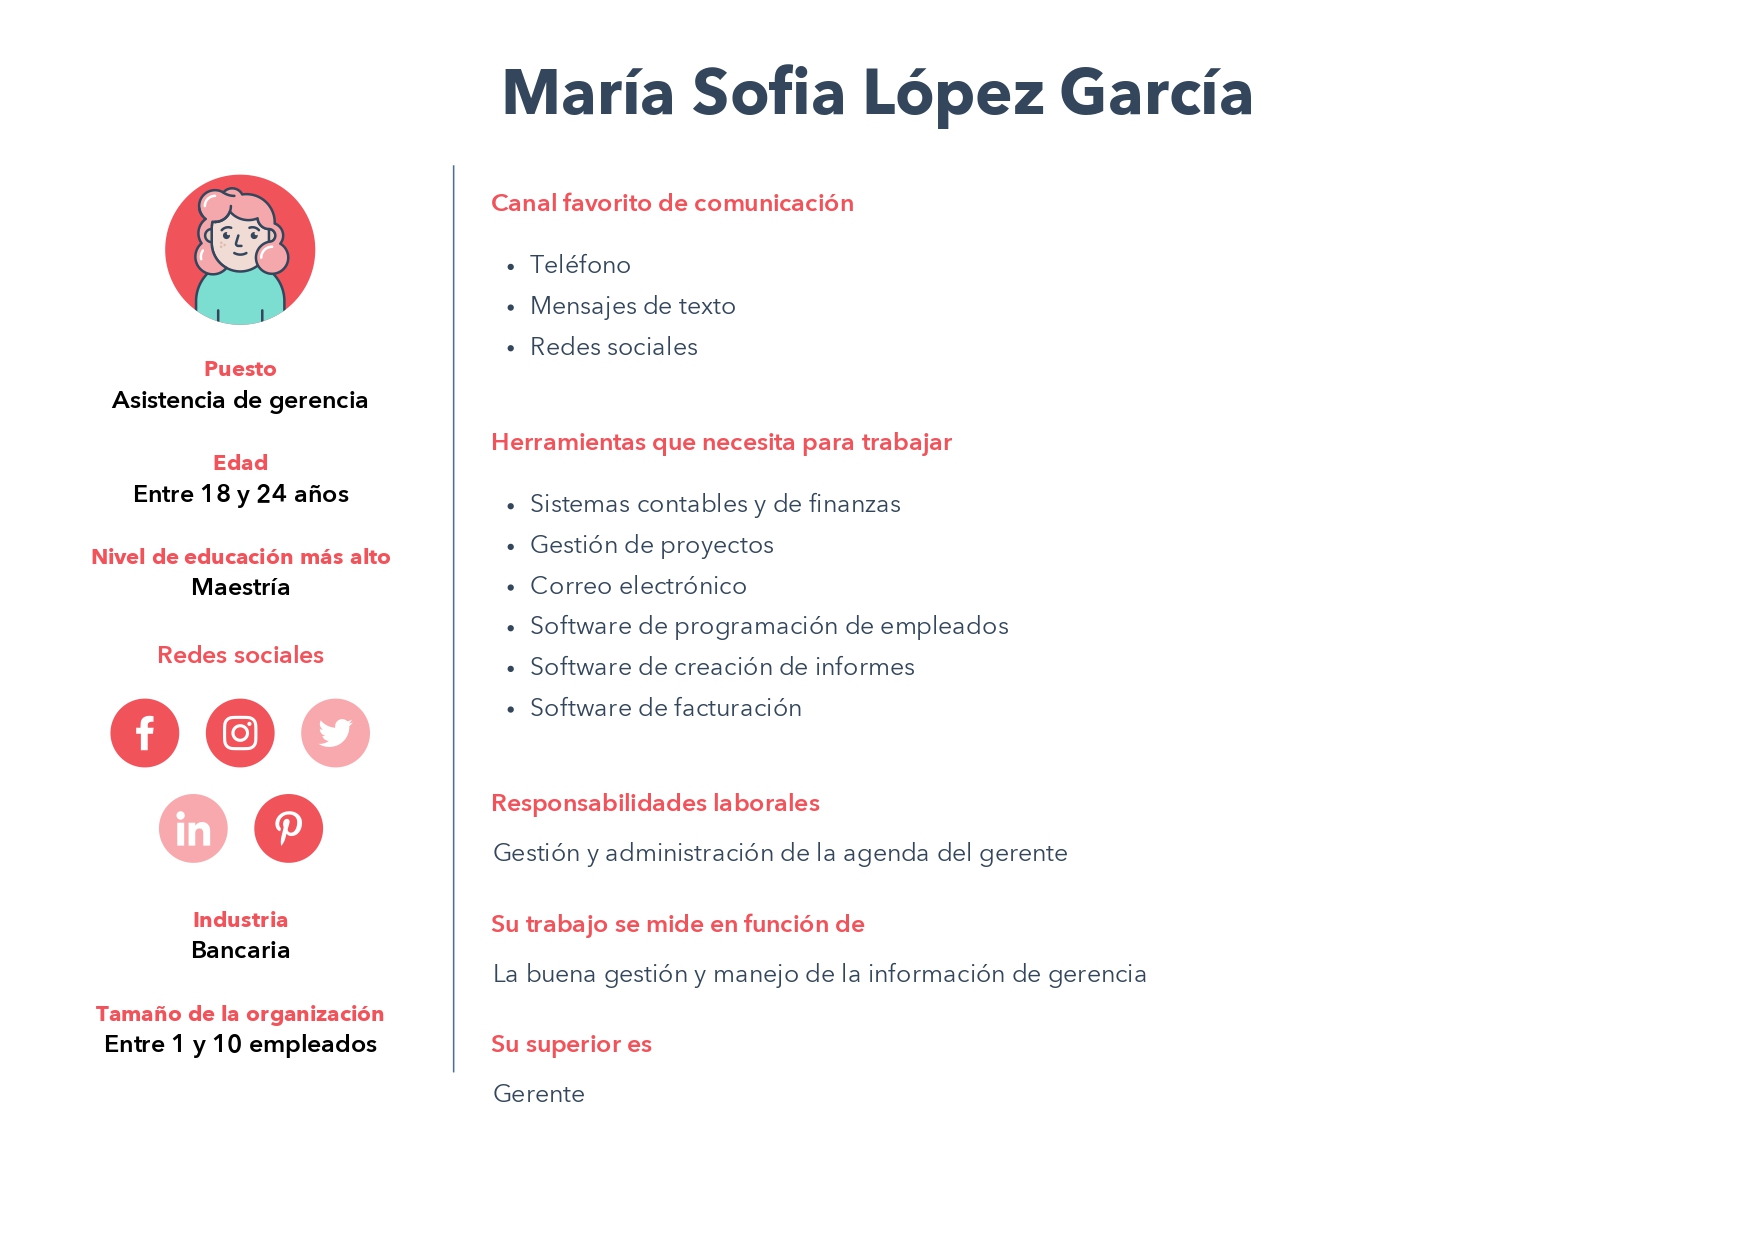 María Sofia López García
Puesto
Asistencia de gerencia
Edad
Entre 18 y 24 años
Nivel de educación más alto
Maestría
Redes sociales
f
in
Industria
Bancaria
Tamaño de la organización
Entre 1 y 10 empleados
Canal favorito de comunicación
• Teléfono
• Mensajes de texto
• Redes sociales
Herramientas que necesita para trabajar
• Sistemas contables y de finanzas
• Gestión de proyectos
• Correo electrónico
• Software de programación de empleados
• Software de creación de informes
• Software de facturación
Responsabilidades laborales
Gestión y administración de la agenda del gerente
Su trabajo se mide en función de
La buena gestión y manejo de la información de gerencia
Su superior es
Gerente